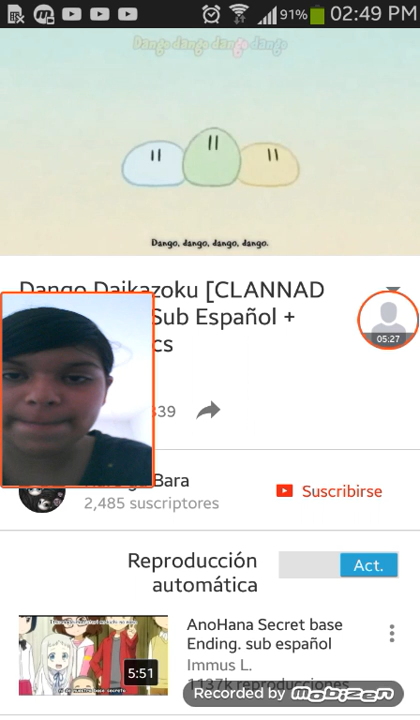 91% 02:49 PM
Dango dango dango dango
Dango, dango, dango, dango.
Dango Daikazoku [CLANNAD
Sub Español +
cs
05:27
339
Bara
2,485 suscriptores
Suscribirse
Reproducción
automática
Act.
AnoHana Secret base
Ending. sub español
Immus L.
1137k reproducciones
5:51
Recorded by mobizen